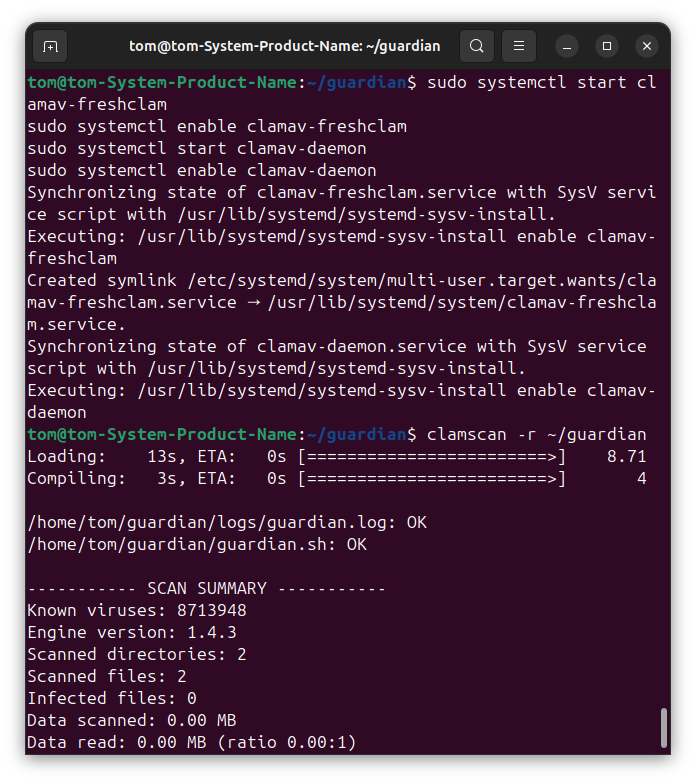 tom@tom-System-Product-Name: ~/guardian
tom@tom-System-Product-Name:~/guardian$ sudo systemctl start cl
amav-freshclam
sudo systemctl enable clamav-freshclam
sudo systemctl start clamav-daemon
sudo systemctl enable clamav-daemon
Synchronizing state of clamav-freshclam.service with SysV servi
ce script with /usr/lib/systemd/systemd-sysv-install.
Executing: /usr/lib/systemd/systemd-sysv-install enable clamav-
freshclam
Created symlink /etc/systemd/system/multi-user.target.wants/cla
mav-freshclam.service → /usr/lib/systemd/system/clamav-freshcla
m.service.
Synchronizing state of clamav-daemon.service with SysV service
script with /usr/lib/systemd/systemd-sysv-install.
Executing: /usr/lib/systemd/systemd-sysv-install enable clamav-
daemon
tom@tom-System-Product-Name:~/guardian$ clamscan -r ~/guardian
Loading:    13s, ETA:   0s [========================>]    8.71
Compiling:   3s, ETA:   0s [========================>]       4
/home/tom/guardian/logs/guardian.log: OK
/home/tom/guardian/guardian.sh: OK
----------- SCAN SUMMARY -----------
Known viruses: 8713948
Engine version: 1.4.3
Scanned directories: 2
Scanned files: 2
Infected files: 0
Data scanned: 0.00 MB
Data read: 0.00 MB (ratio 0.00:1)